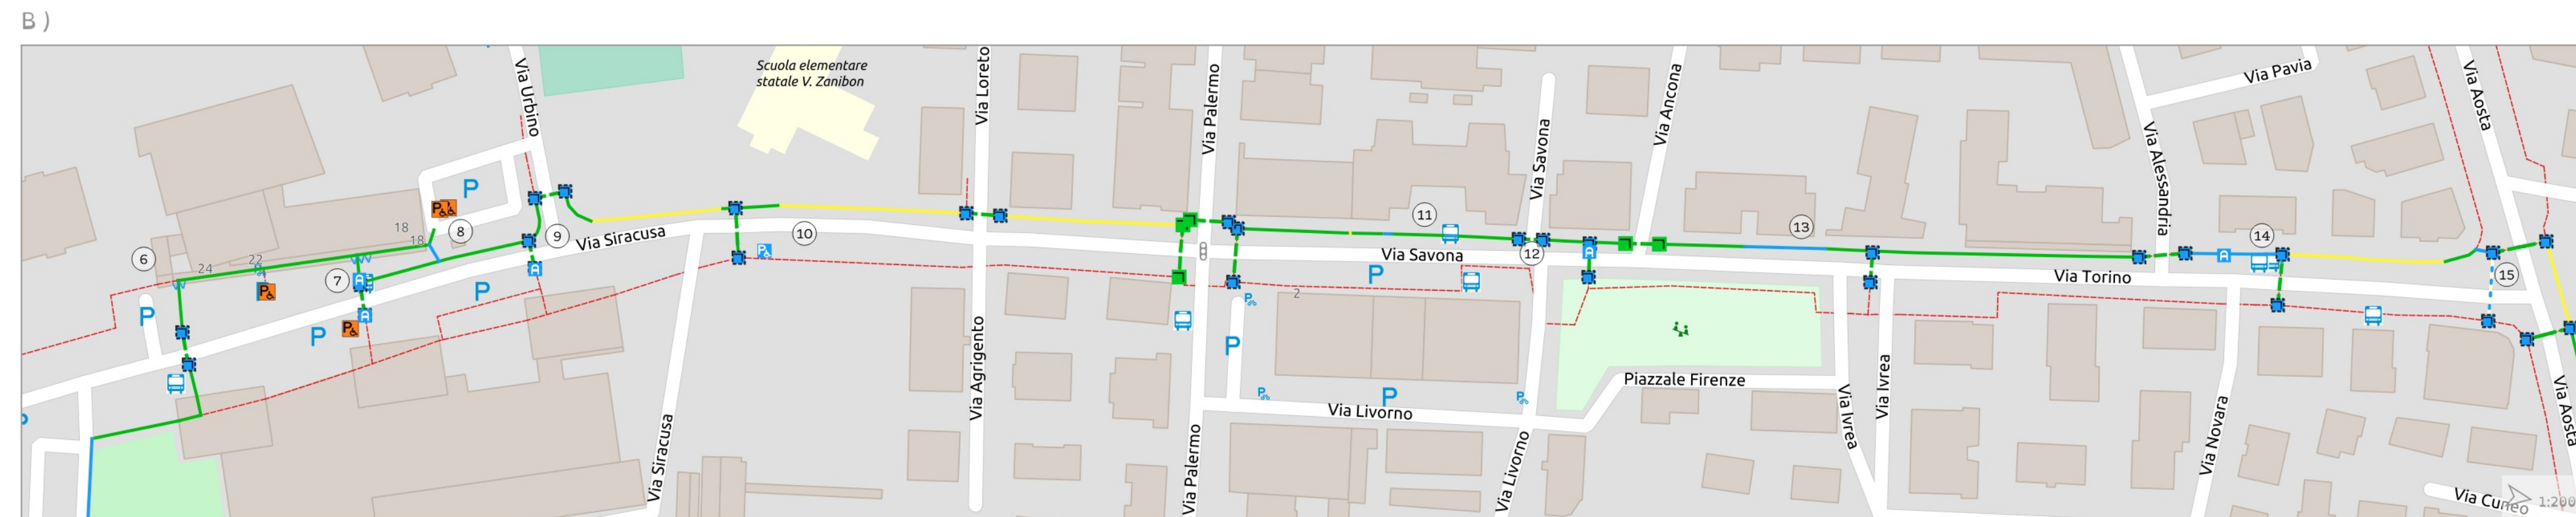 B )
Via Urbino
Scuola elementare
statale V. Zanibon
Via Loreto
Via Palermo
Via Savona
Via Ancona
Via Alessandria
Via Pavia
Via Aosta
P
P
6
24
22
18
18
8
7
9
Via Siracusa
10
11
12
13
14
15
P
P
P
P
Via Savona
P
2
Via Torino
P
Via Siracusa
Via Agrigento
Via Palermo
P
Via Livorno
Via Livorno
Piazzale Firenze
Via Ivrea
Via Ivrea
Via Novara
Via Aosta
Via Cuneo
1:200